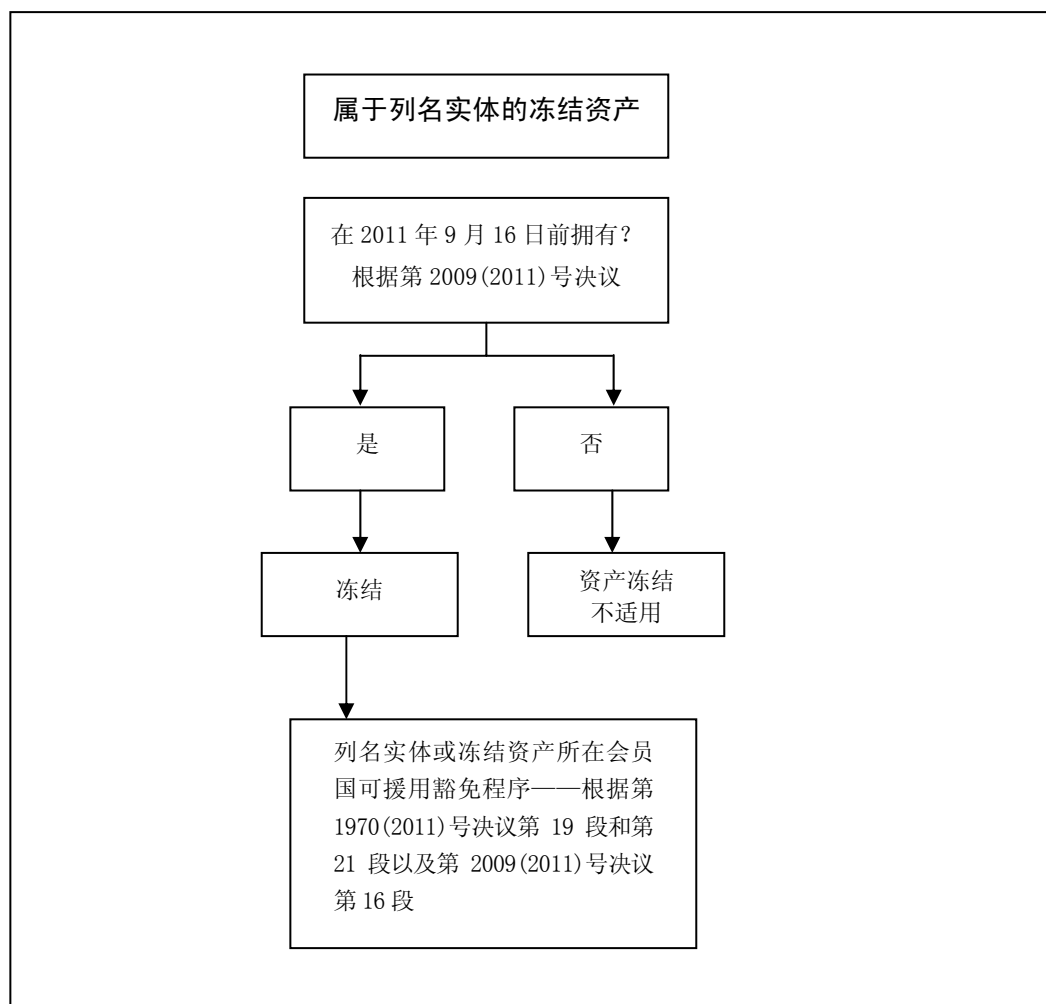 属于列名实体的冻结资产
在 2011 年 9 月 16 日前拥有?
根据第 2009(2011)号决议
是
否
冻结
资产冻结
不适用
列名实体或冻结资产所在会员
国可援用豁免程序——根据第
1970(2011)号决议第 19 段和第
21 段以及第 2009(2011)号决议
第 16 段